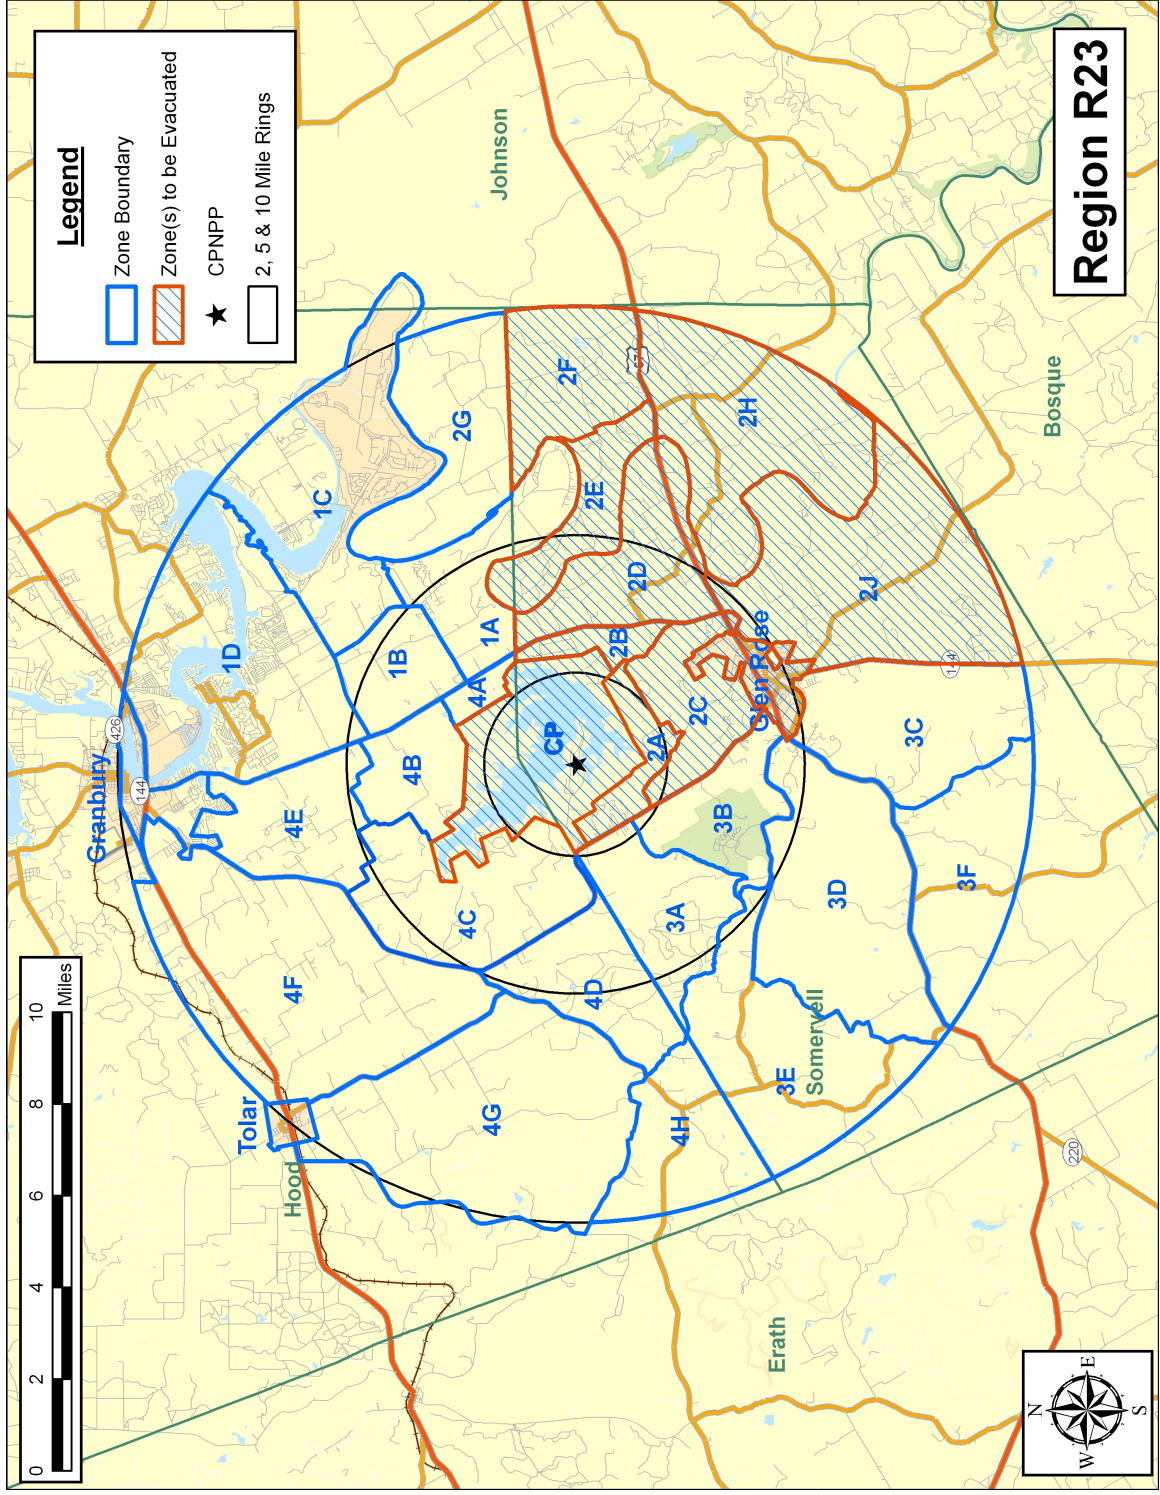 Legend
Zone Boundary
Zone(s) to be Evacuated
CPNPP
2, 5 & 10 Mile Rings
Region R23
0 2 4 6 8 10
Miles
N
W E
S
Granbury
Tolar
Glen Rose
Hood
Johnson
Somervell
Bosque
Erath
426
144
67
144
220
CP
1A
1B
1C
1D
2A
2B
2C
2D
2E
2F
2G
2H
2J
3A
3B
3C
3D
3E
3F
4A
4B
4C
4D
4E
4F
4G
4H